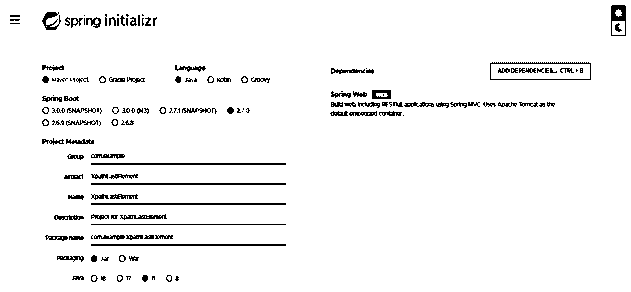 spring initializr
Project
Maven Project Gradle Project
Language
Java Kotlin Groovy
Spring Boot
3.0.0 (SNAPSHOT) 3.0.0 (M3) 2.7.1 (SNAPSHOT) 2.7.0
2.6.9 (SNAPSHOT) 2.6.8
Project Metadata
Group com.example
Artifact XpathLastElement
Name XpathLastElement
Description Project for XpathLastElement
Package name com.example.XpathLastElement
Packaging Jar War
Java 18 17 11 8
Dependencies
ADD DEPENDENCIES... CTRL + B
Spring Web WEB
Build web, including RESTful, applications using Spring MVC. Uses Apache Tomcat as the
default embedded container.